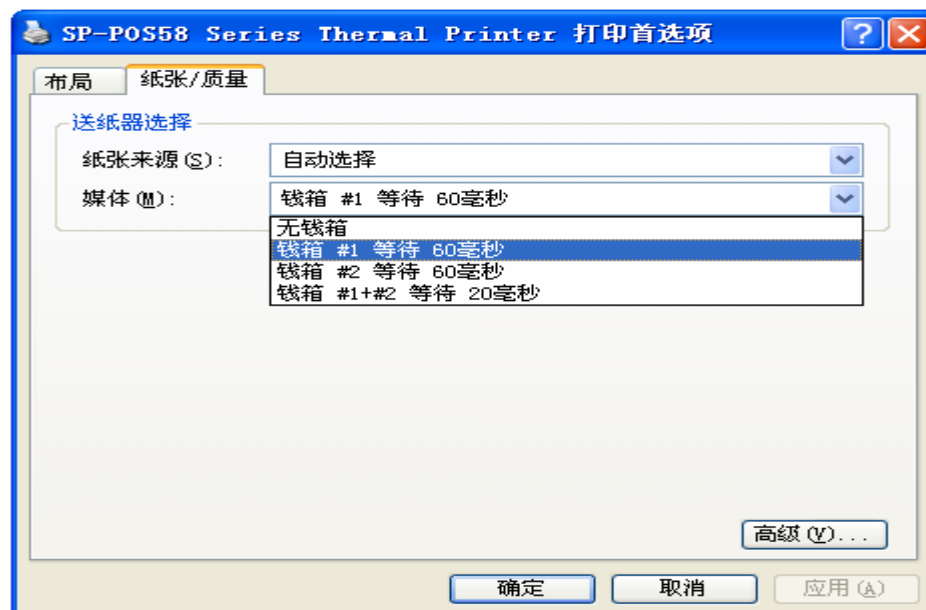 SP-POS58 Series Thermal Printer 打印首选项
布局 纸张/质量
送纸器选择
纸张来源(S): 自动选择
媒体(M): 钱箱 #1 等待 60毫秒
无钱箱
钱箱 #1 等待 60毫秒
钱箱 #2 等待 60毫秒
钱箱 #1+#2 等待 20毫秒
高级(V)...
确定 取消 应用(A)